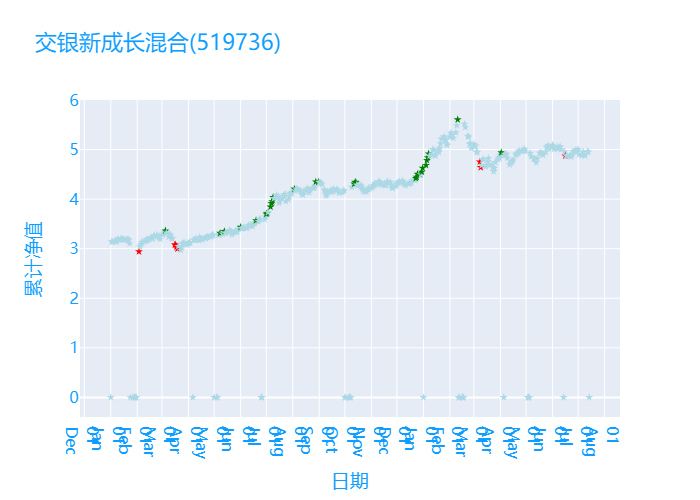 交银新成长混合(519736)
6
5
4
3
2
1
0
累计净值
Dec
Jan
Feb
Mar
Apr
May
Jun
Jul
Aug
Sep
Oct
Nov
Dec
Jan
Feb
Mar
Apr
May
Jun
Jul
Aug
01
日期